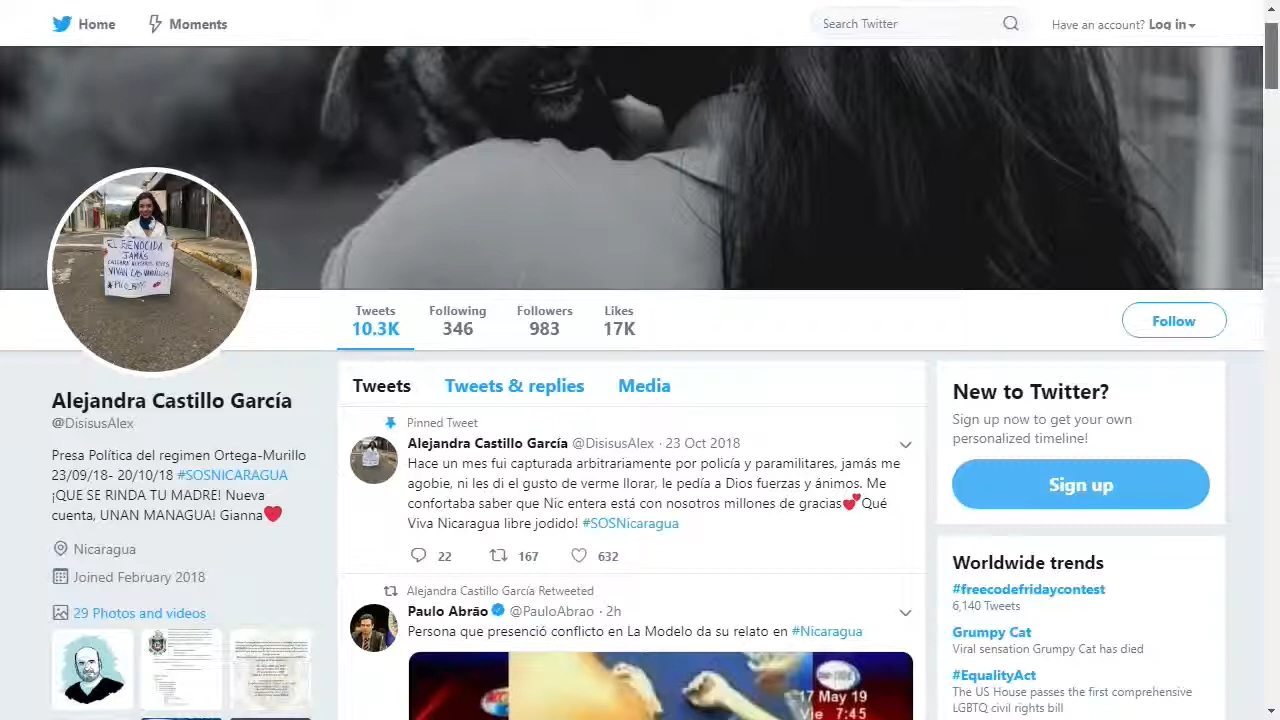 Home
Moments
Search Twitter
Have an account? Log in
EL GENOCIDA
JAMÁS
VIVAN LAS
Tweets
10.3K
Following
346
Followers
983
Likes
17K
Follow
Alejandra Castillo García
@DisisusAlex
Presa Política del regimen Ortega-Murillo
23/09/18- 20/10/18 #SOSNICARAGUA
¡QUE SE RINDA TU MADRE! Nueva
cuenta, UNAN MANAGUA! Gianna❤️
Nicaragua
Joined February 2018
29 Photos and videos
Tweets
Tweets & replies
Media
Pinned Tweet
Alejandra Castillo García @DisisusAlex · 23 Oct 2018
Hace un mes fui capturada arbitrariamente por policía y paramilitares, jamás me
agobie, ni les di el gusto de verme llorar, le pedía a Dios fuerzas y ánimos. Me
confortaba saber que Nic entera está con nosotros millones de gracias💕Qué
Viva Nicaragua libre jodido! #SOSNicaragua
22
167
632
Alejandra Castillo García Retweeted
Paulo Abrão @PauloAbrao · 2h
Persona que presenció conflicto en La Modelo da su relato en #Nicaragua
17 May 19
Vie 7:45
New to Twitter?
Sign up now to get your own
personalized timeline!
Sign up
Worldwide trends
#freecodefridaycontest
6,140 Tweets
Grumpy Cat
#EqualityAct
The US House passes the first comprehensive
LGBTQ civil rights bill